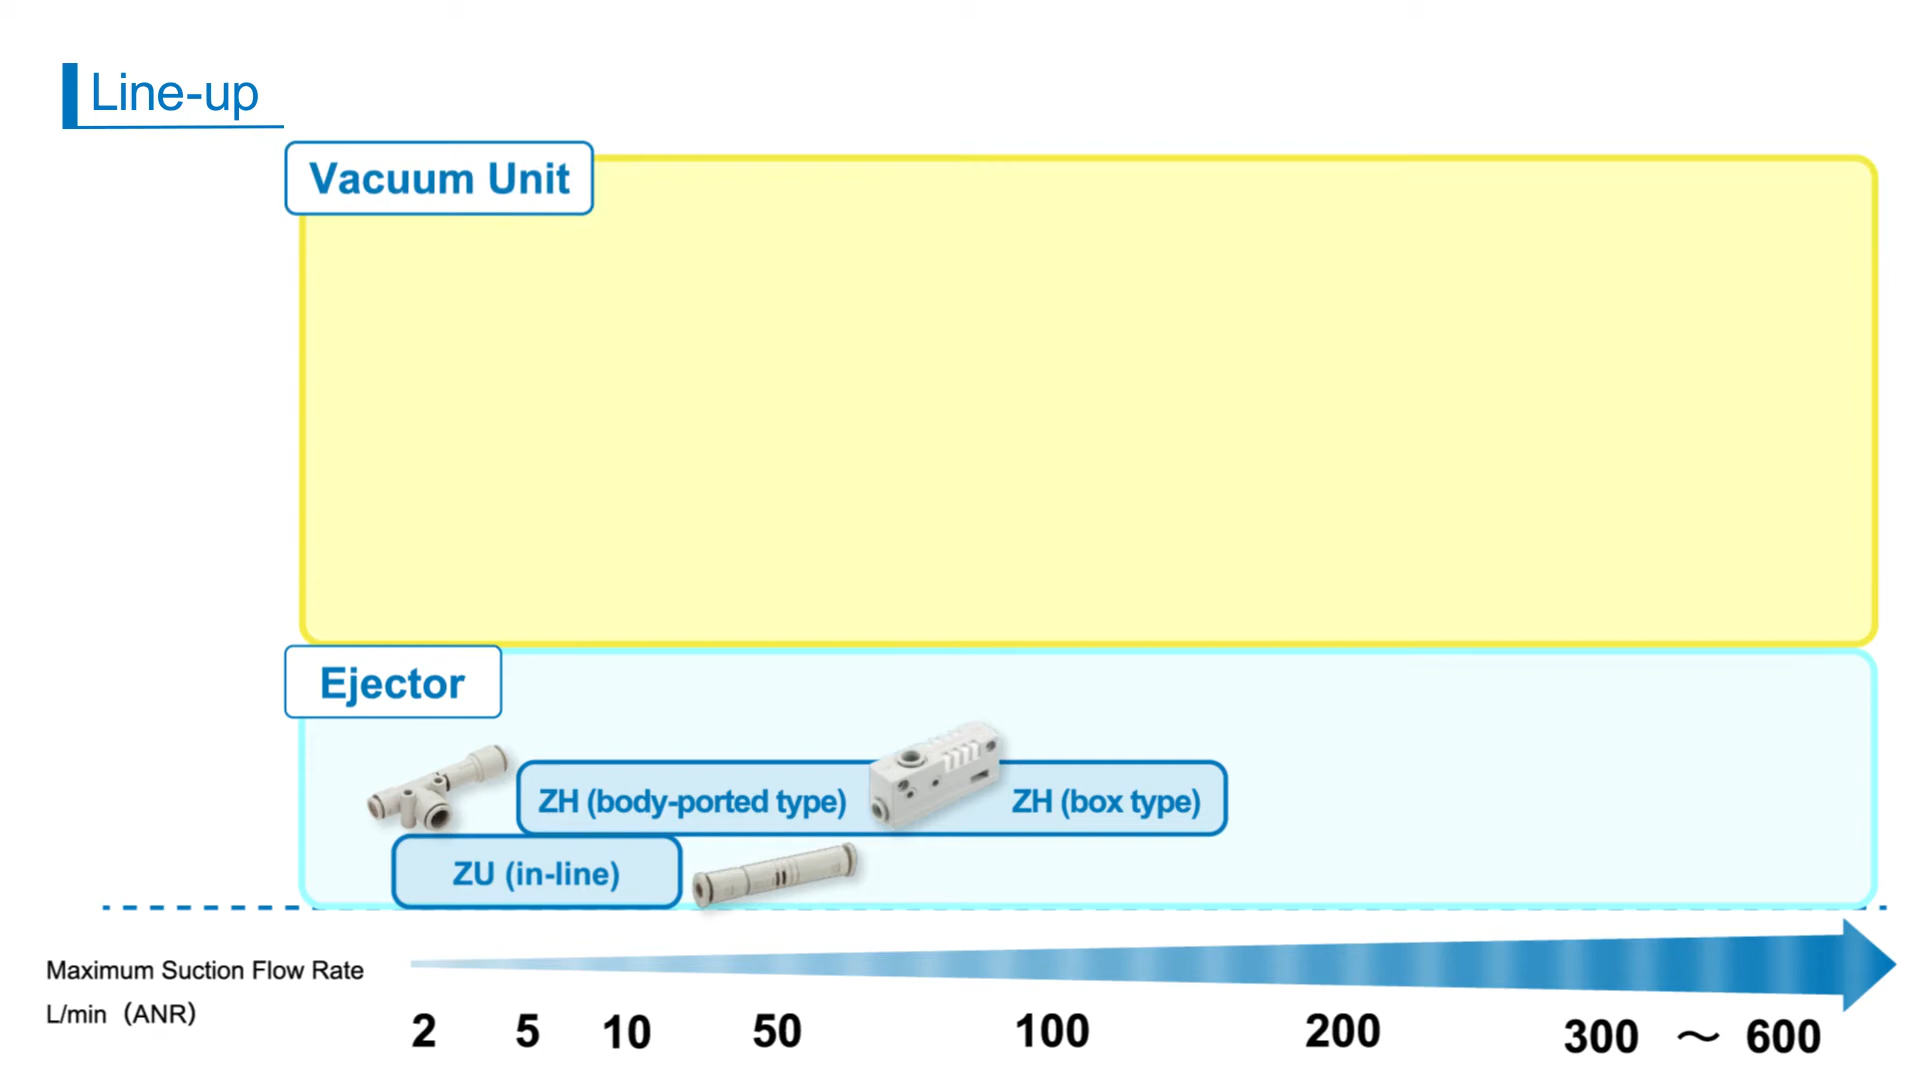 Line-up
Vacuum Unit
Ejector
ZH (body-ported type)
ZH (box type)
ZU (in-line)
Maximum Suction Flow Rate
L/min（ANR）
2 5 10 50 100 200 300 ～ 600